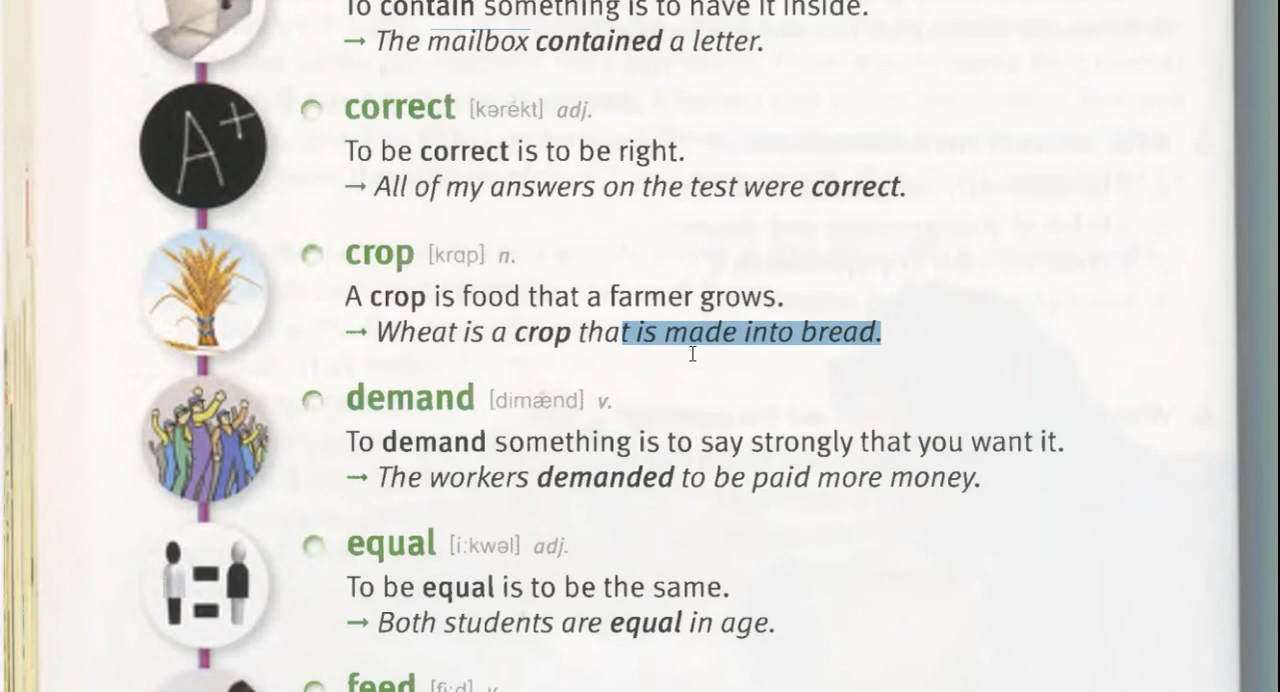 To contain something is to have it inside.
→ The mailbox contained a letter.
correct [kərékt] adj.
To be correct is to be right.
→ All of my answers on the test were correct.
crop [krɑp] n.
A crop is food that a farmer grows.
→ Wheat is a crop that is made into bread.
demand [dimǽnd] v.
To demand something is to say strongly that you want it.
→ The workers demanded to be paid more money.
equal [íːkwəl] adj.
To be equal is to be the same.
→ Both students are equal in age.
feed [fiːd] v.